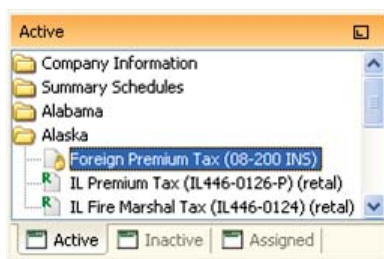 Active
Company Information
Summary Schedules
Alabama
Alaska
Foreign Premium Tax (08-200 INS)
R IL Premium Tax (IL446-0126-P) (retal)
R IL Fire Marshal Tax (IL446-0124) (retal)
Active Inactive Assigned